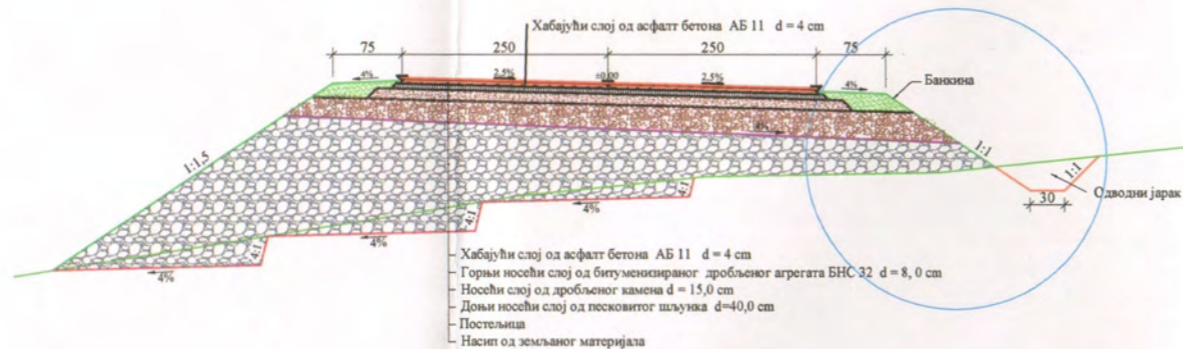 Хабајући слој од асфалт бетона АБ 11 d = 4 cm
75 250 250 75
4% 2.5% ±0.00 2.5% 4%
Банкина
4%
1:1,5
1:1
1:1
Одводни јарак
30
4:1
4%
4:1
4%
4:1
4%
Хабајући слој од асфалт бетона АБ 11 d = 4 cm
Горњи носећи слој од битуменизираног дробљеног агрегата БНС 32 d = 8, 0 cm
Носећи слој од дробљеног камена d = 15,0 cm
Доњи носећи слој од песковитог шљунка d=40,0 cm
Постељица
Насип од земљаног материјала